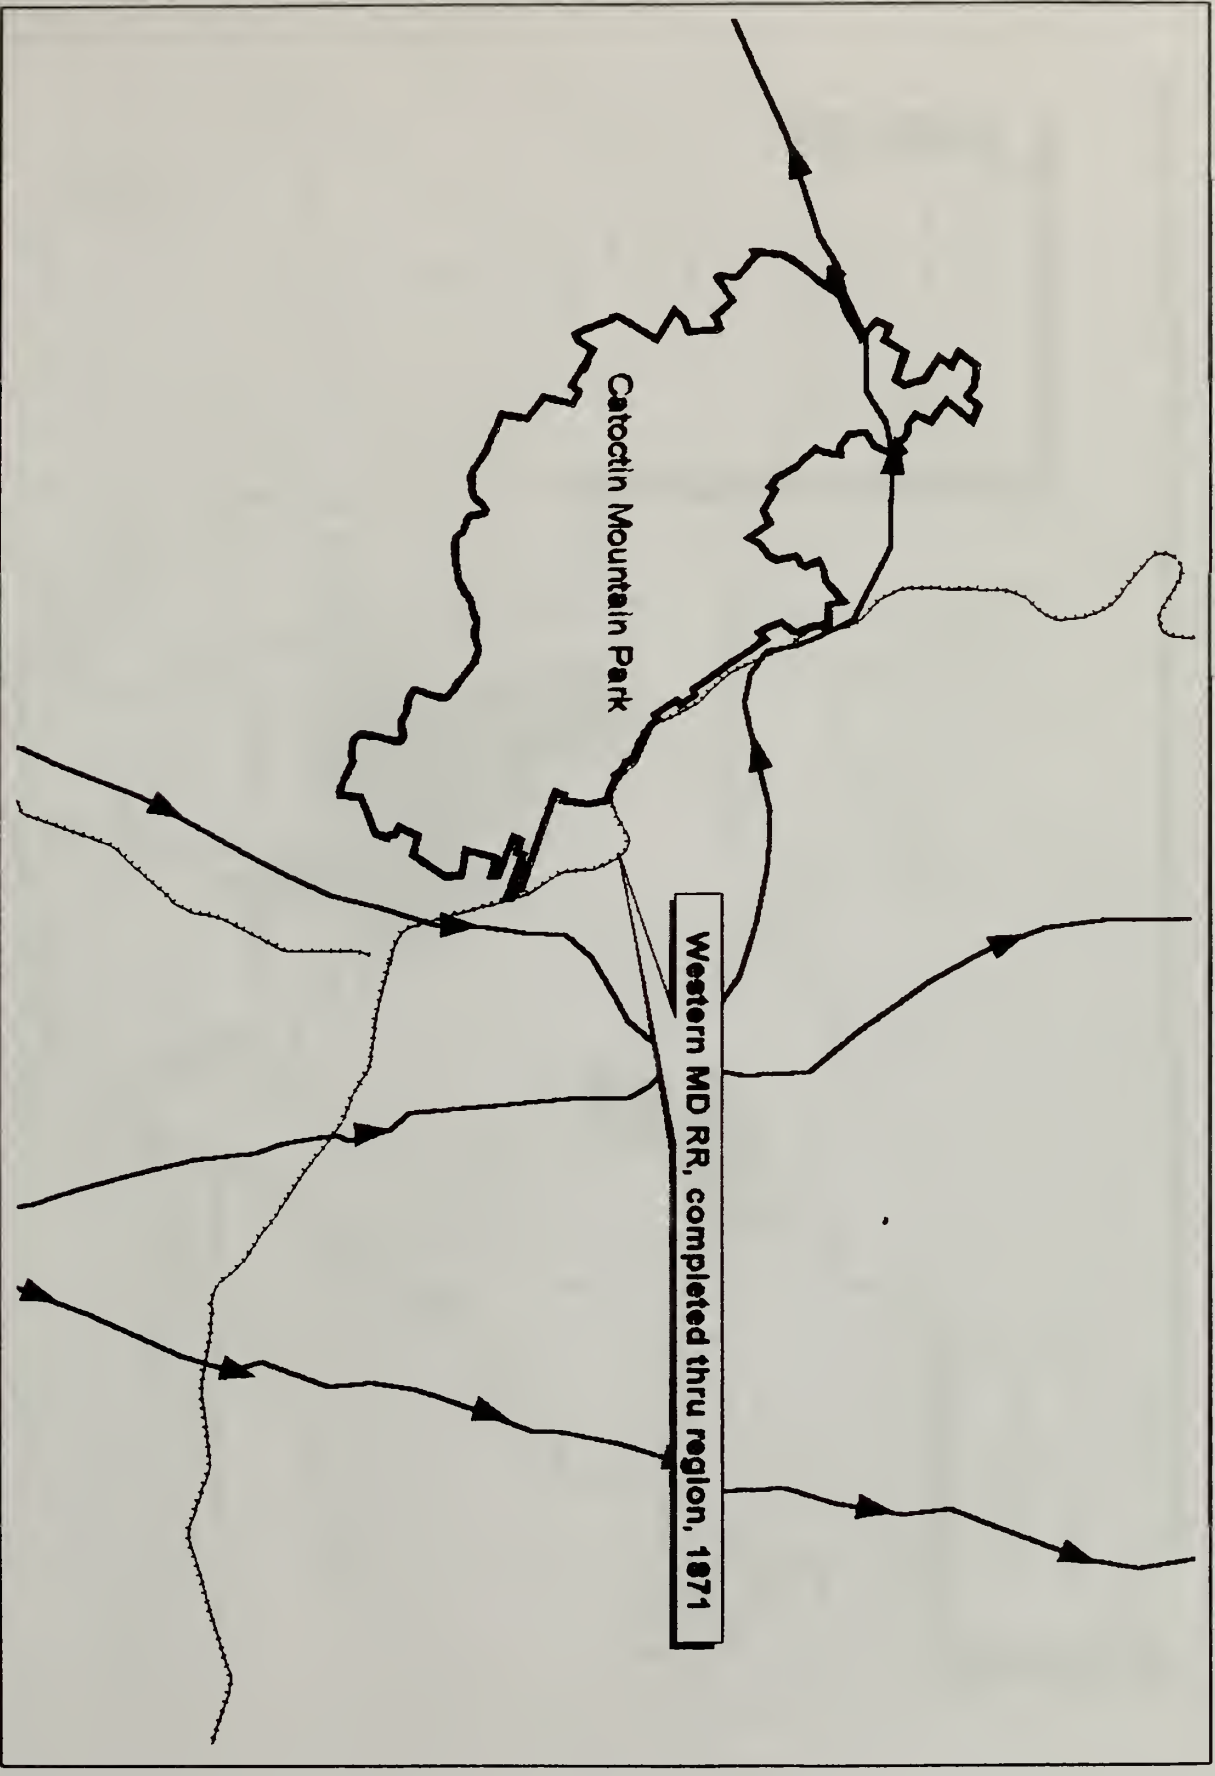 Catoctin Mountain Park
Western MD RR, completed thru region, 1871